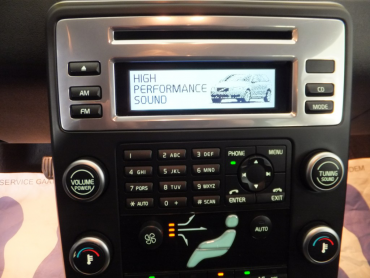 HIGH
PERFORMANCE
SOUND
AM
FM
CD
MODE
PHONE
MENU
1
2 ABC
3 DEF
4 GHI
5 JKL
6 MNO
7 PQRS
8 TUV
9 WXYZ
* AUTO
0 +
# SCAN
ENTER
EXIT
VOLUME
POWER
TUNING
SOUND
AUTO